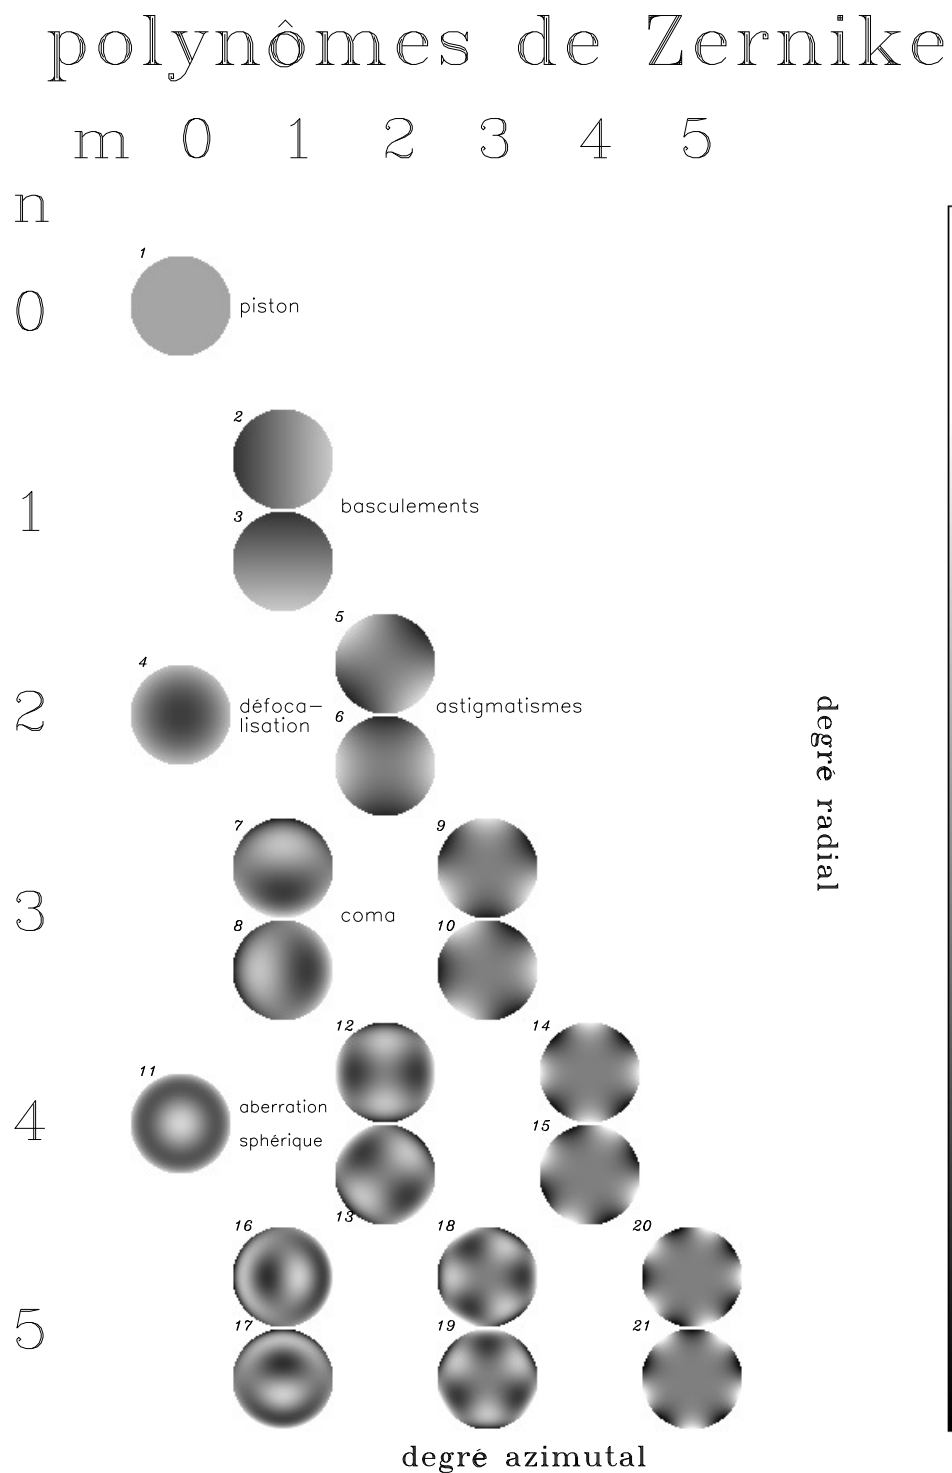 polynômes de Zernike
m 0 1 2 3 4 5
n
1
0
piston
2
1
basculements
3
5
4
2
défoca-
lisation
astigmatismes
6
7
9
3
coma
8
10
12
14
11
4
aberration
sphérique
15
13
16
18
20
5
17
19
21
degré radial
degré azimutal